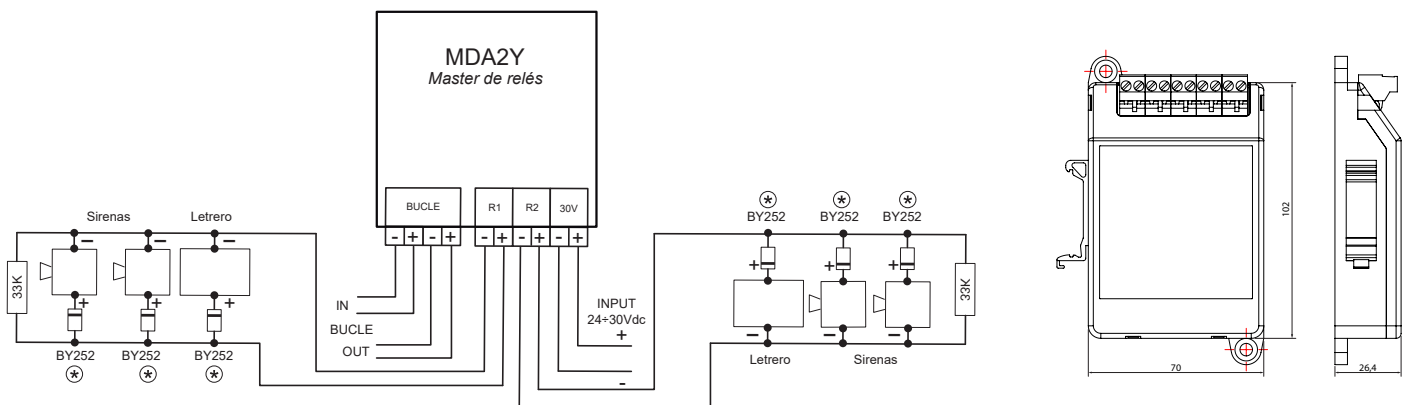 MDA2Y
Master de relés
BUCLE R1 R2 30V
- + - + - + - + - +
Sirenas Letrero
33K
- - -
+ + +
BY252 BY252 BY252
* * *
IN
BUCLE
OUT
INPUT
24÷30Vdc
+
-
* * *
BY252 BY252 BY252
+ + +
33K
- - -
Letrero Sirenas
102
70
26,4